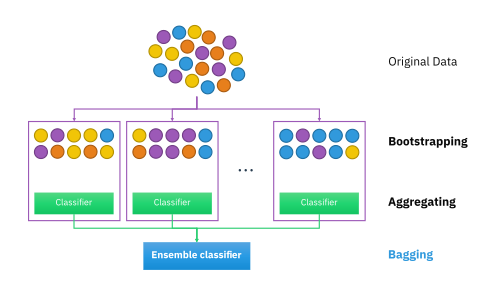 Original Data
Bootstrapping
...
Classifier
Classifier
Classifier
Aggregating
Ensemble classifier
Bagging